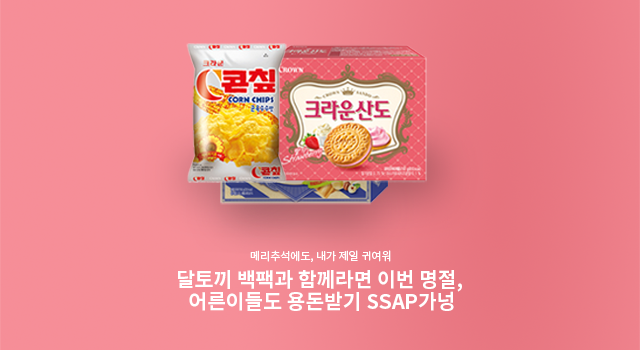 크라운
콘칲
CORN CHIPS
콘칲
CROWN
CROWN SANDO
크라운산도
Strawberry
메리추석에도, 내가 제일 귀여워
달토끼 백팩과 함께라면 이번 명절,
어른이들도 용돈받기 SSAP가넝